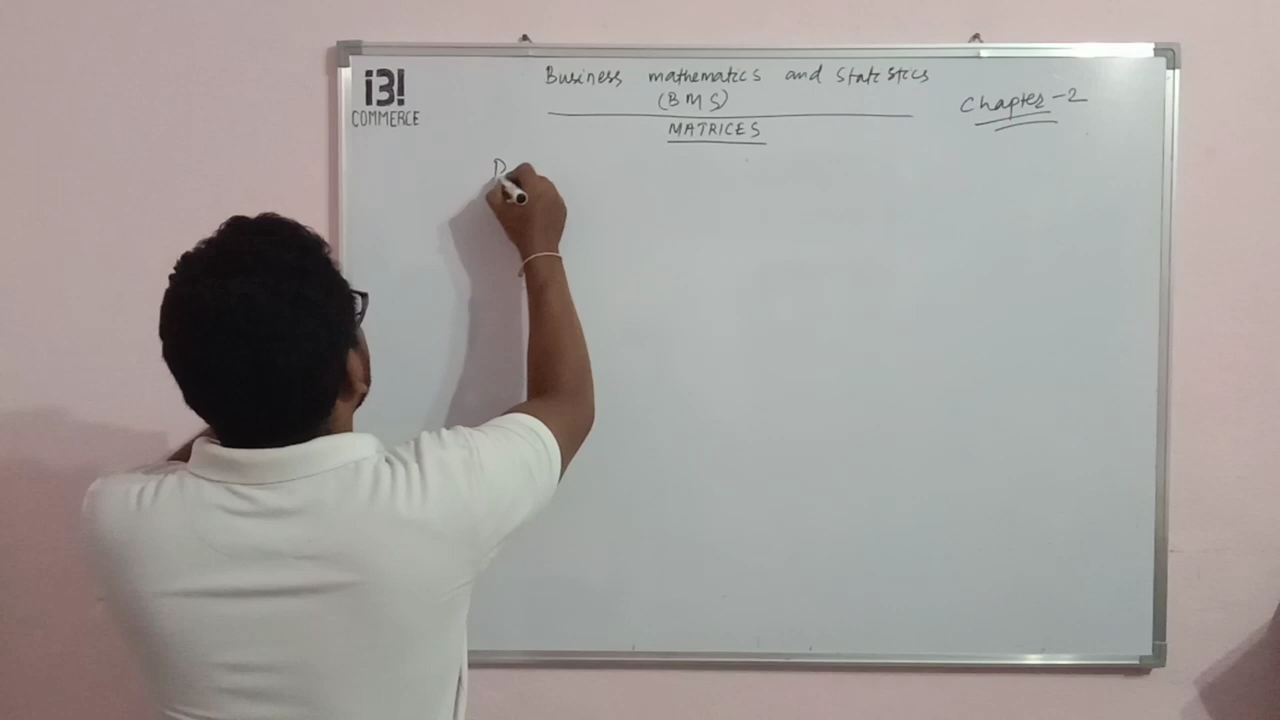 i3!
COMMERCE
Business mathematics and Statistics
(BMS)
Chapter-2
MATRICES
D